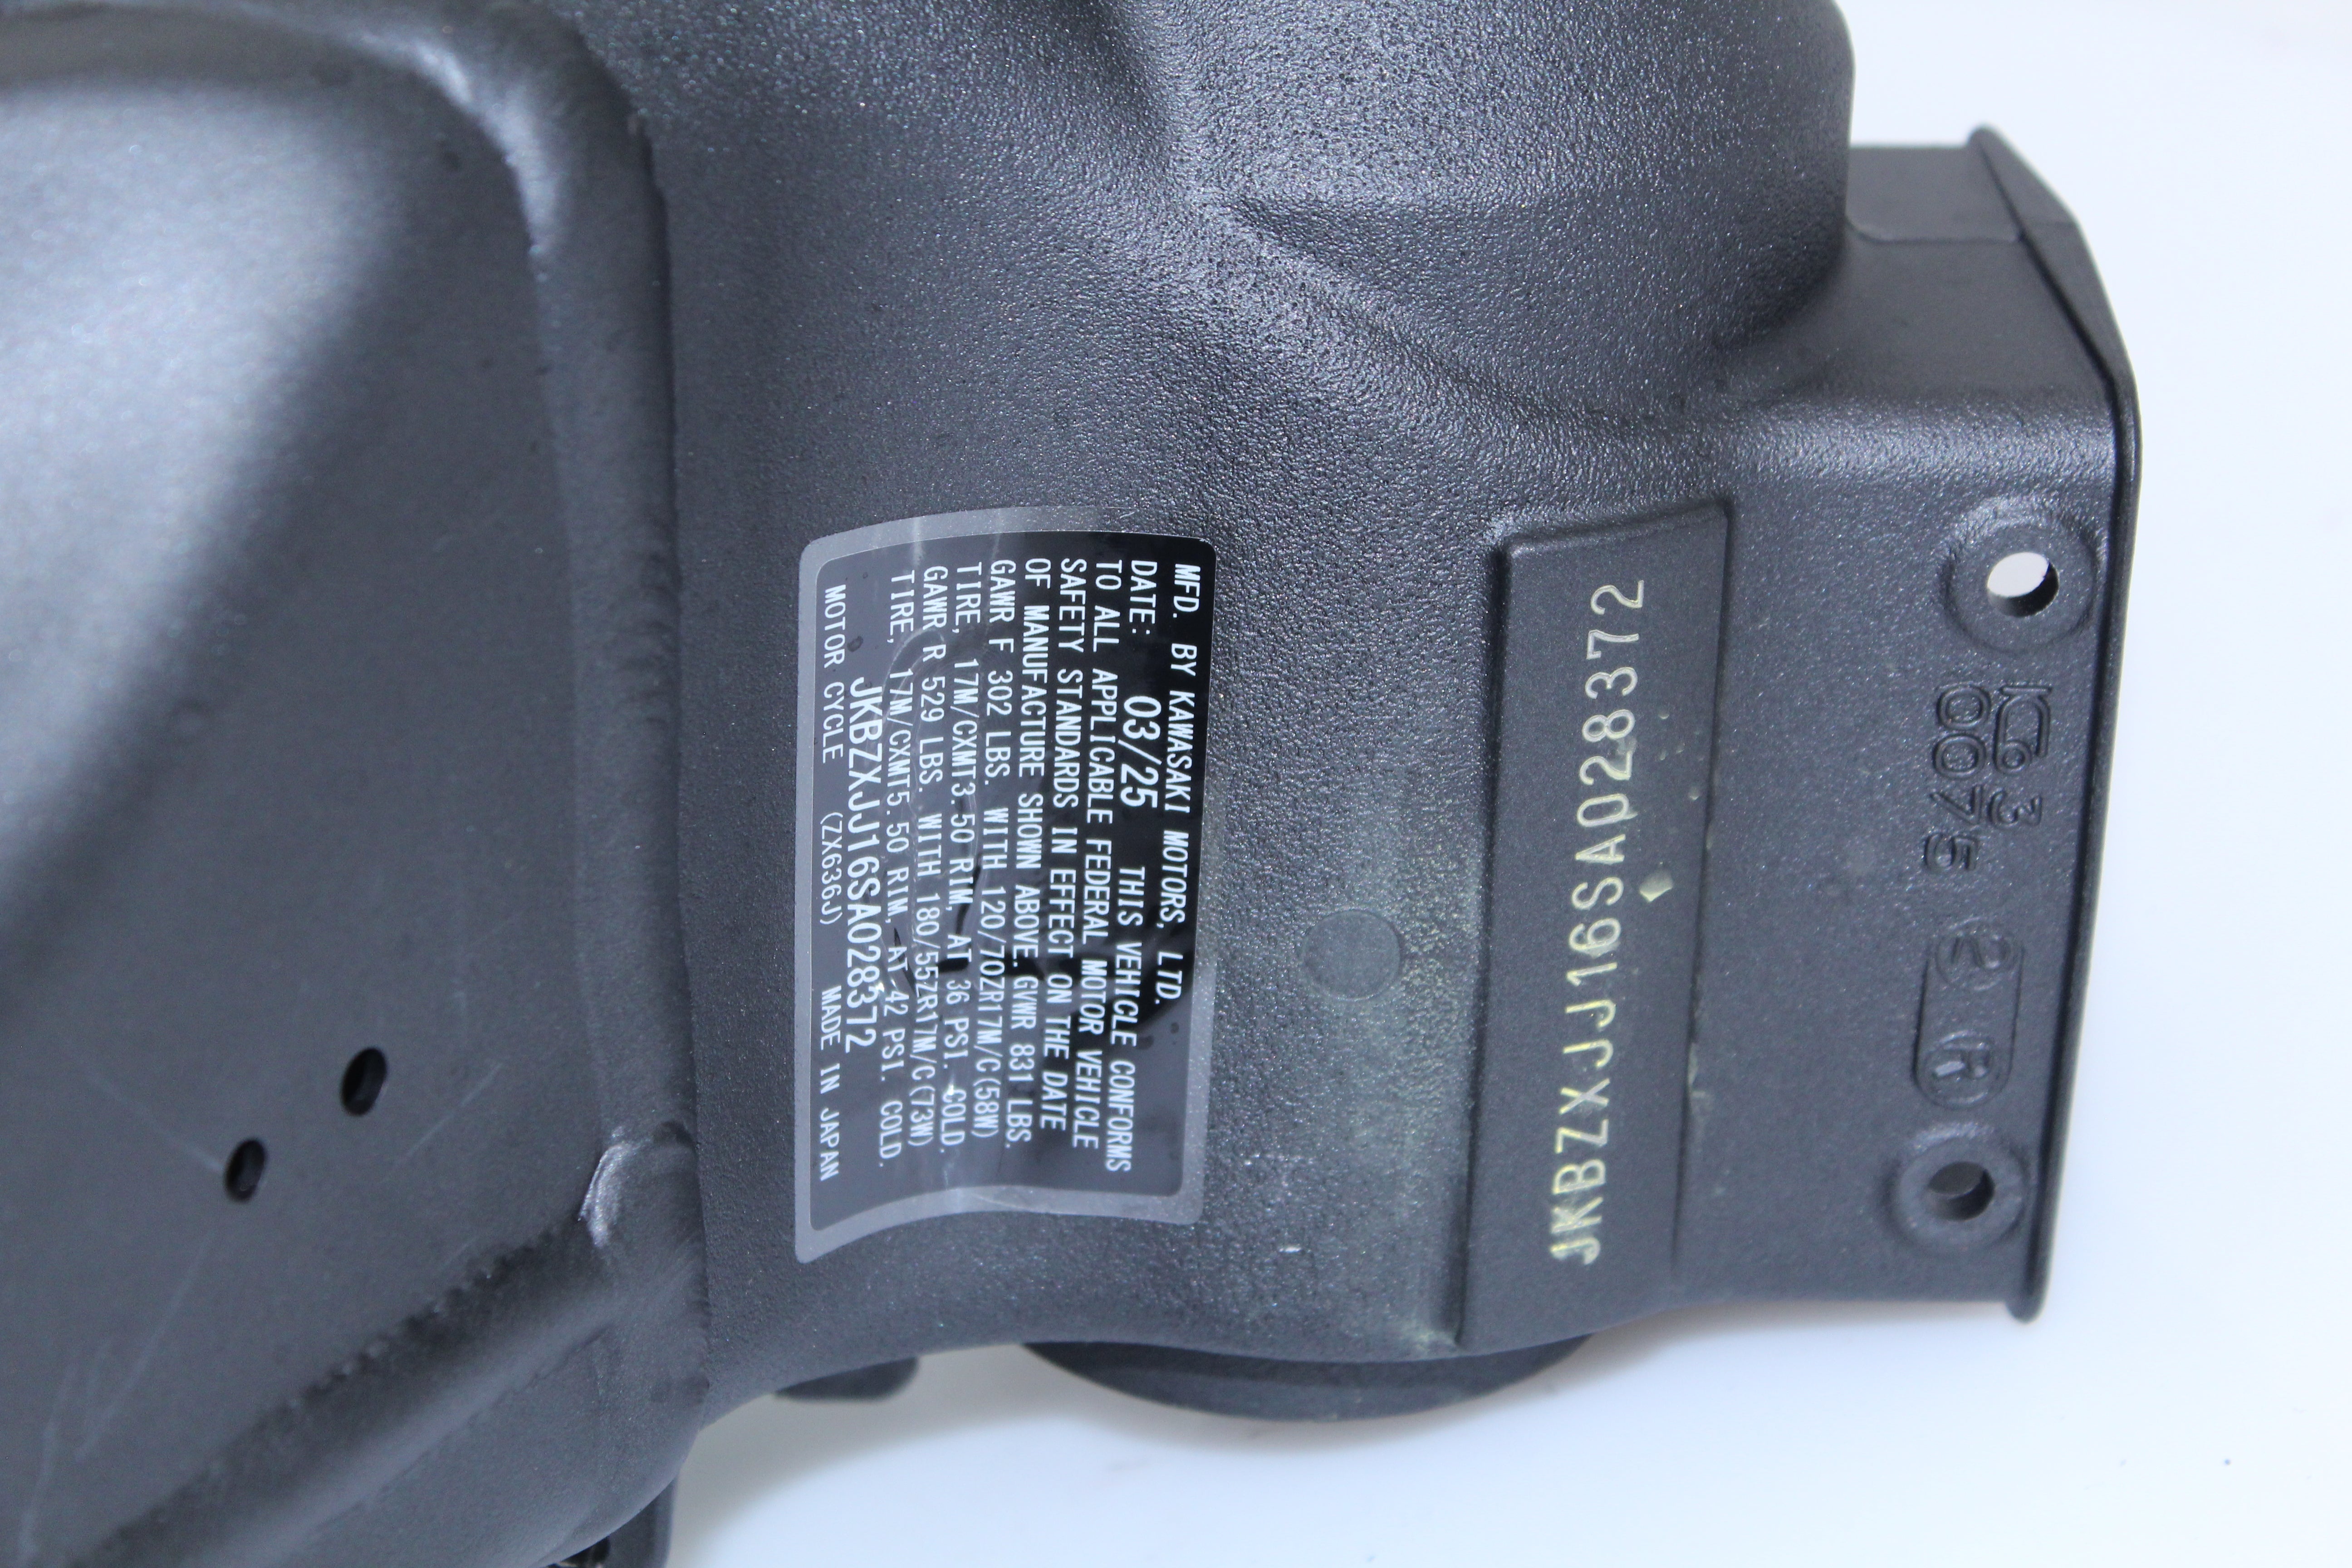 MFD. BY KAWASAKI MOTORS, LTD.
DATE: 03/25 THIS VEHICLE CONFORMS
TO ALL APPLICABLE FEDERAL MOTOR VEHICLE
SAFETY STANDARDS IN EFFECT ON THE DATE
OF MANUFACTURE SHOWN ABOVE. GVWR 831 LBS.
GAWR F 302 LBS. WITH 120/70ZR17M/C(58W)
TIRE, 17M/CXMT3.50 RIM, AT 36 PSI. COLD.
GAWR R 529 LBS. WITH 180/55ZR17M/C(73W)
TIRE, 17M/CXMT5.50 RIM, AT 42 PSI. COLD.
JKBZXJJ16SA028372
MOTOR CYCLE (ZX636J) MADE IN JAPAN
JKBZXJJ16SA028372
3
0075
2 R